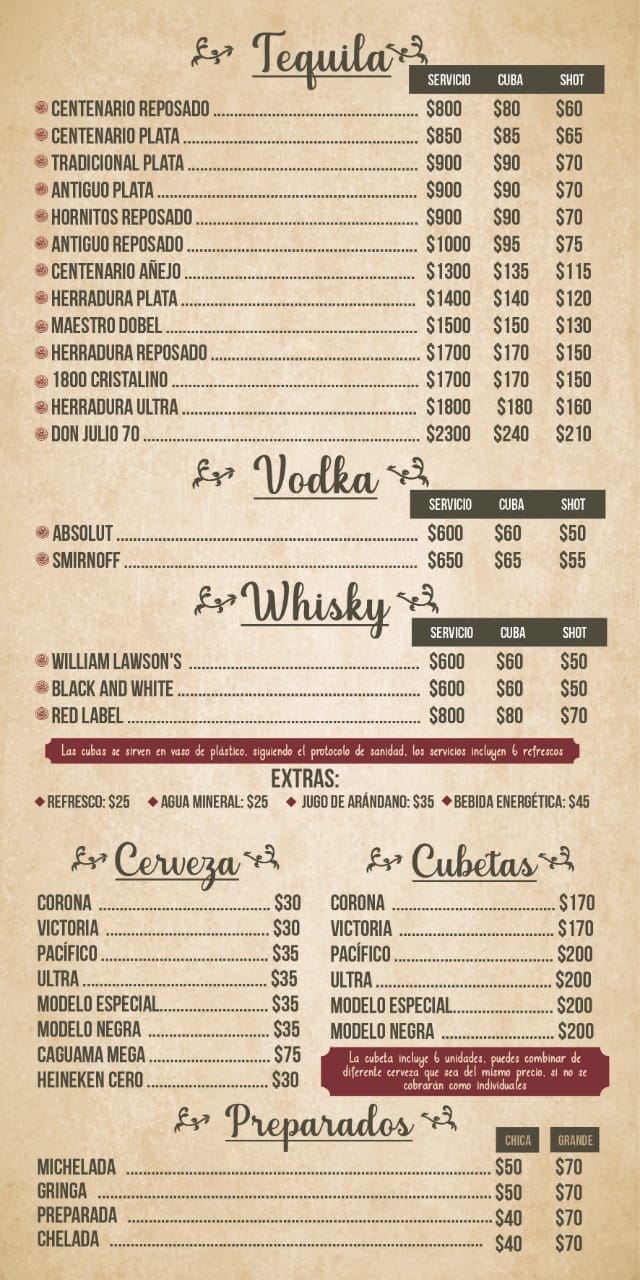 Tequila
SERVICIO CUBA SHOT
CENTENARIO REPOSADO $800 $80 $60
CENTENARIO PLATA $850 $85 $65
TRADICIONAL PLATA $900 $90 $70
ANTIGUO PLATA $900 $90 $70
HORNITOS REPOSADO $900 $90 $70
ANTIGUO REPOSADO $1000 $95 $75
CENTENARIO AÑEJO $1300 $135 $115
HERRADURA PLATA $1400 $140 $120
MAESTRO DOBEL $1500 $150 $130
HERRADURA REPOSADO $1700 $170 $150
1800 CRISTALINO $1700 $170 $150
HERRADURA ULTRA $1800 $180 $160
DON JULIO 70 $2300 $240 $210
Vodka
SERVICIO CUBA SHOT
ABSOLUT $600 $60 $50
SMIRNOFF $650 $65 $55
Whisky
SERVICIO CUBA SHOT
WILLIAM LAWSON'S $600 $60 $50
BLACK AND WHITE $600 $60 $50
RED LABEL $800 $80 $70
Las cubas se sirven en vaso de plástico, siguiendo el protocolo de sanidad, los servicios incluyen 6 refrescos
EXTRAS:
REFRESCO: $25 AGUA MINERAL: $25 JUGO DE ARÁNDANO: $35 BEBIDA ENERGÉTICA: $45
Cerveza
CORONA $30
VICTORIA $30
PACÍFICO $35
ULTRA $35
MODELO ESPECIAL $35
MODELO NEGRA $35
CAGUAMA MEGA $75
HEINEKEN CERO $30
Cubetas
CORONA $170
VICTORIA $170
PACÍFICO $200
ULTRA $200
MODELO ESPECIAL $200
MODELO NEGRA $200
La cubeta incluye 6 unidades, puedes combinar de
diferente cerveza que sea del mismo precio, si no se
cobrarán como individuales
Preparados
CHICA GRANDE
MICHELADA $50 $70
GRINGA $50 $70
PREPARADA $40 $70
CHELADA $40 $70